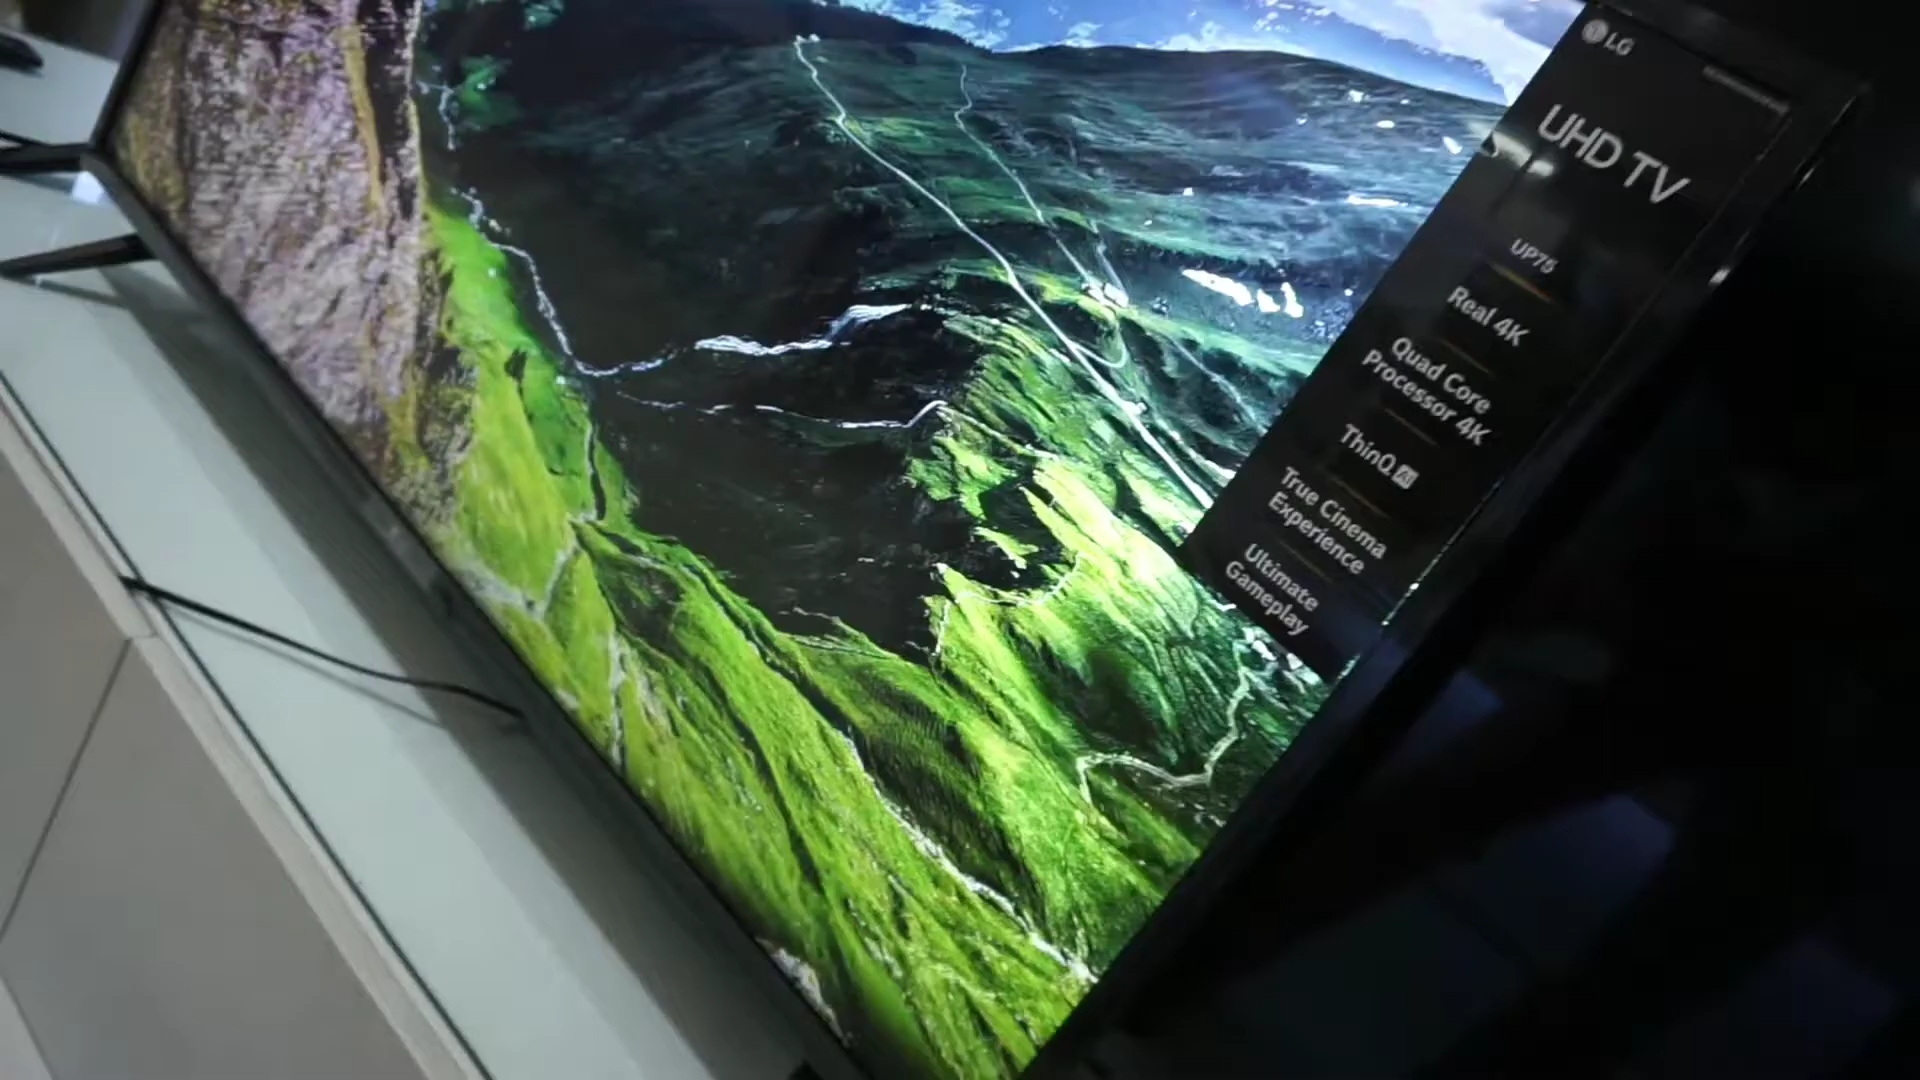 LG
UHD TV
UP75
Real 4K
Quad Core
Processor 4K
ThinQ AI
True Cinema
Experience
Ultimate
Gameplay